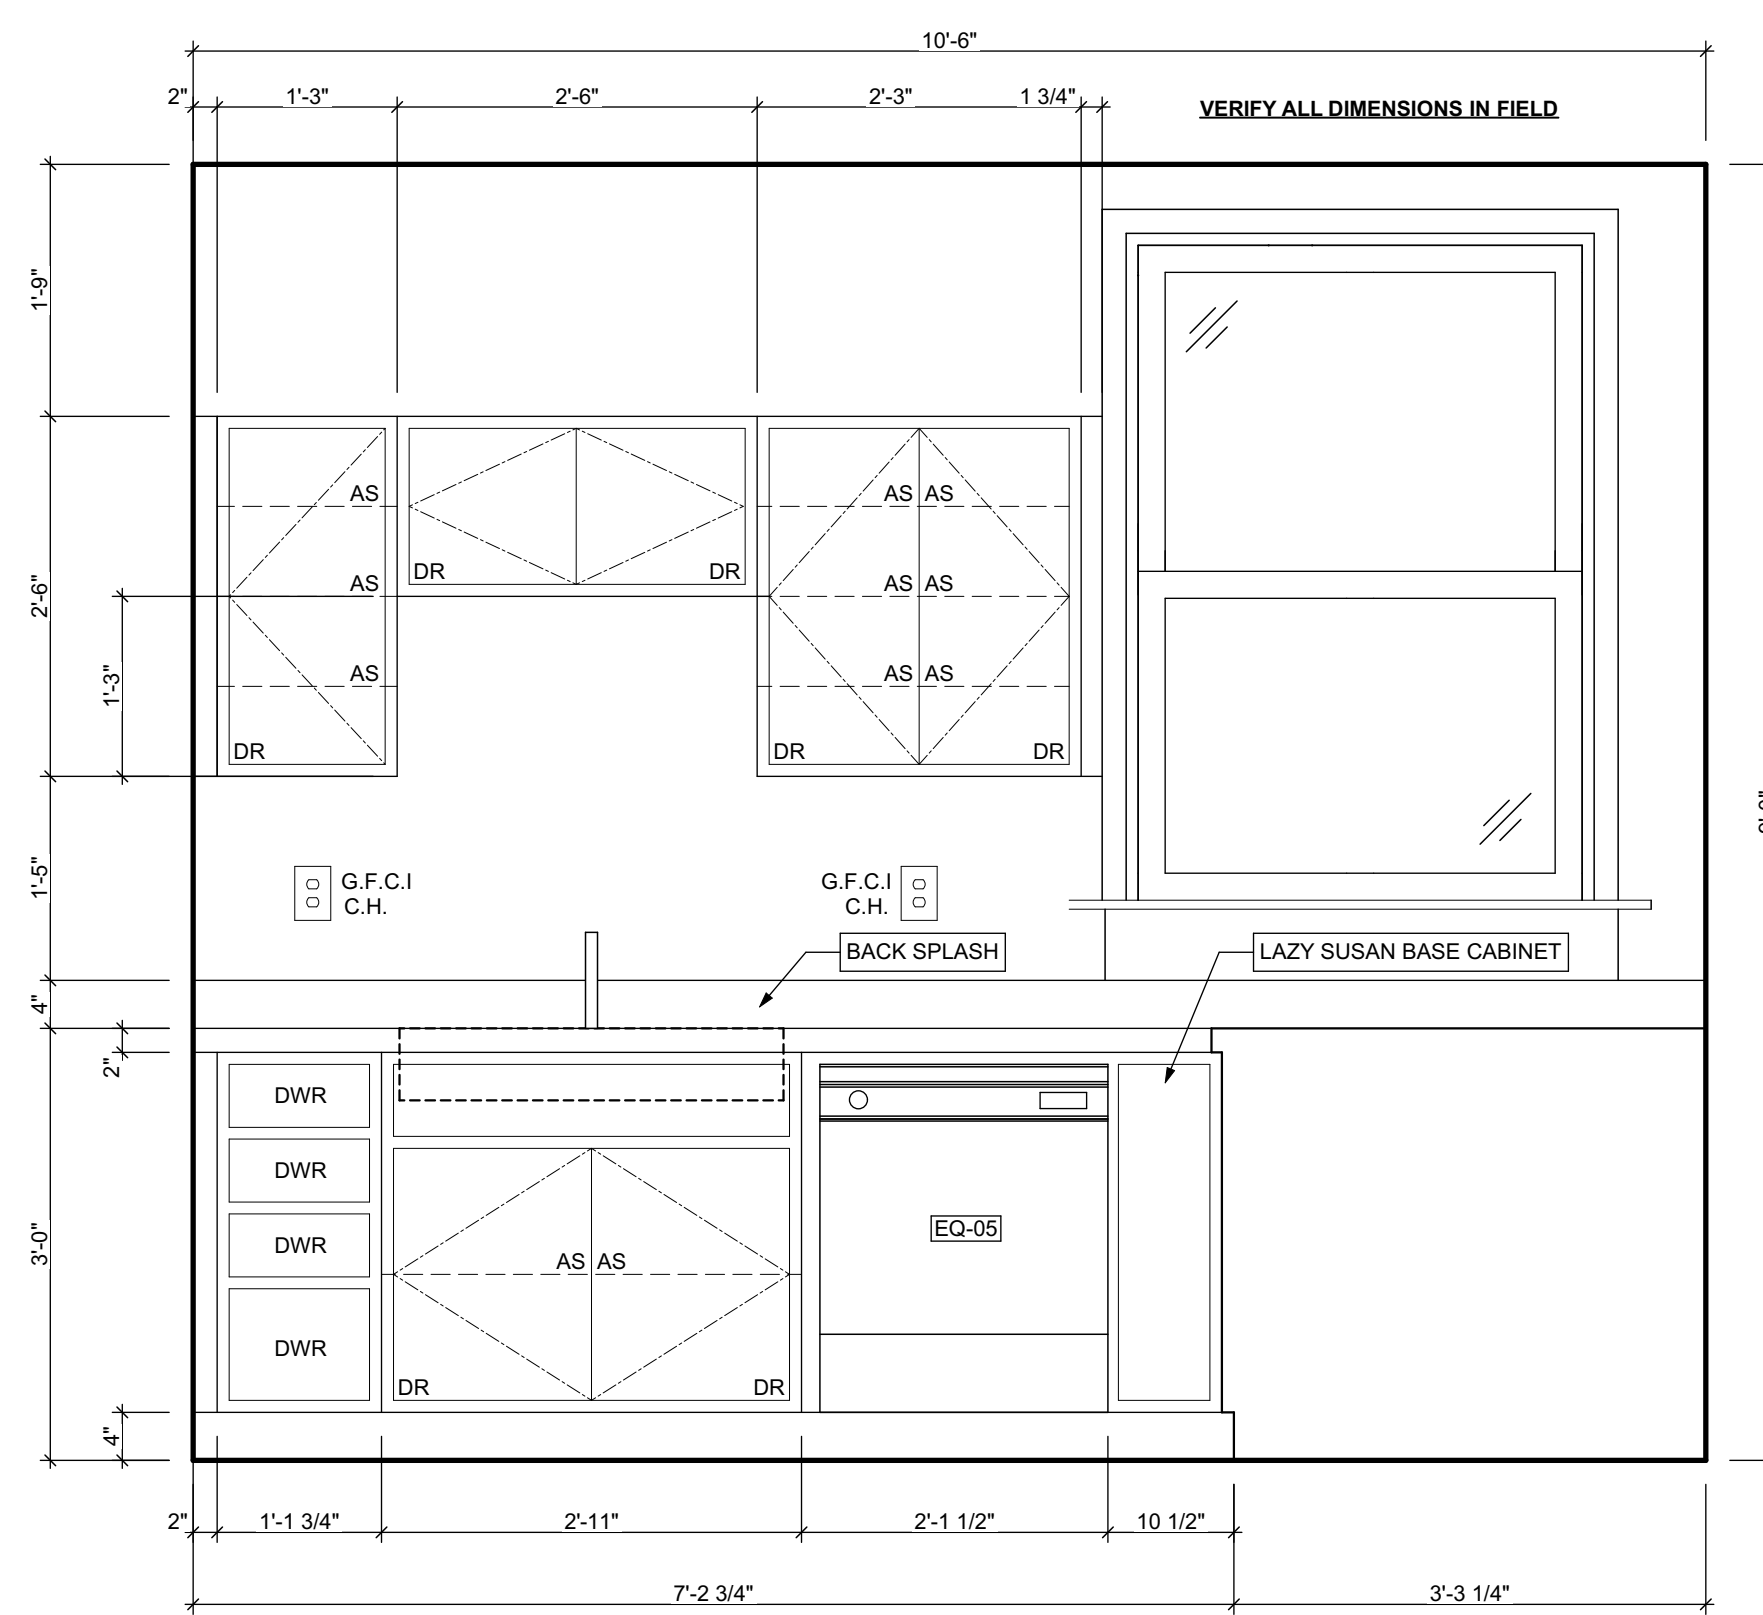 10'-6"
2" 1'-3" 2'-6" 2'-3" 1 3/4"
VERIFY ALL DIMENSIONS IN FIELD
1'-9"
AS AS AS
DR DR
2'-6"
AS AS AS
1'-3"
AS AS AS
DR DR DR
1'-5"
G.F.C.I
C.H.
G.F.C.I
C.H.
BACK SPLASH
LAZY SUSAN BASE CABINET
4"
2"
DWR
DWR
3'-0"
DWR
EQ-05
AS AS
DWR
DR DR
4"
2" 1'-1 3/4" 2'-11" 2'-1 1/2" 10 1/2"
7'-2 3/4" 3'-3 1/4"